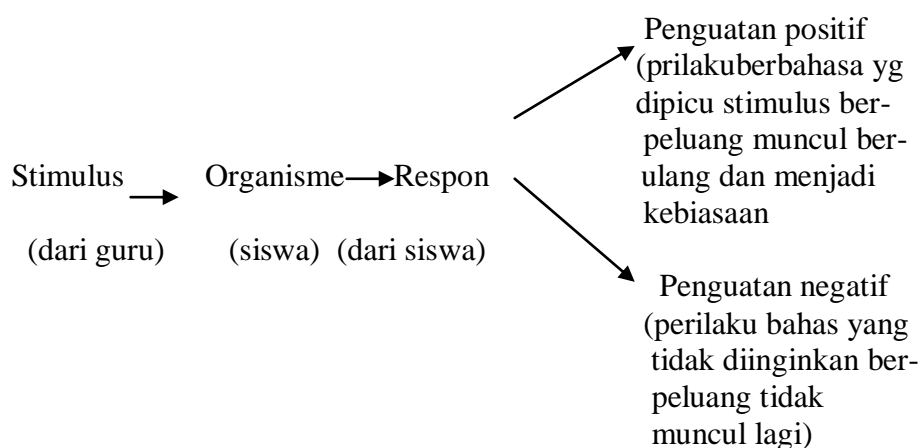 Stimulus Organisme Respon
(dari guru) (siswa) (dari siswa)
Penguatan positif
(prilakuberbahasa yg
dipicu stimulus ber-
peluang muncul ber-
ulang dan menjadi
kebiasaan
Penguatan negatif
(perilaku bahas yang
tidak diinginkan ber-
peluang tidak
muncul lagi)